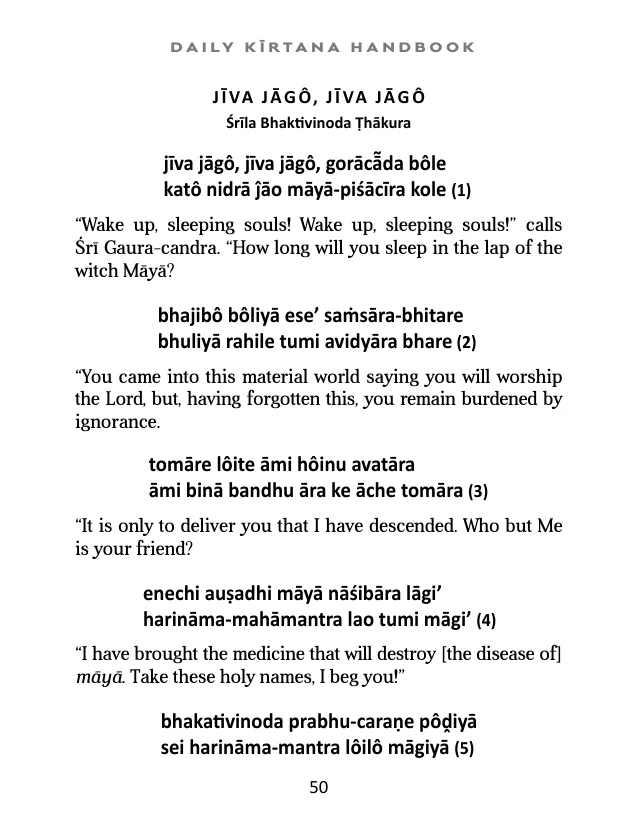 DAILY KĪRTANA HANDBOOK
JĪVA JĀGÔ, JĪVA JĀGÔ
Śrīla Bhaktivinoda Ṭhākura
jīva jāgô, jīva jāgô, gorācā̃da bôle
katô nidrā ĵāo māyā-piśācīra kole (1)
“Wake up, sleeping souls! Wake up, sleeping souls!” calls
Śrī Gaura-candra. “How long will you sleep in the lap of the
witch Māyā?
bhajibô bôliyā ese’ saṁsāra-bhitare
bhuliyā rahile tumi avidyāra bhare (2)
“You came into this material world saying you will worship
the Lord, but, having forgotten this, you remain burdened by
ignorance.
tomāre lôite āmi hôinu avatāra
āmi binā bandhu āra ke āche tomāra (3)
“It is only to deliver you that I have descended. Who but Me
is your friend?
enechi auṣadhi māyā nāśibāra lāgi’
harināma-mahāmantra lao tumi māgi’ (4)
“I have brought the medicine that will destroy [the disease of]
māyā. Take these holy names, I beg you!”
bhakativinoda prabhu-caraṇe pôḓiyā
sei harināma-mantra lôilô māgiyā (5)
50